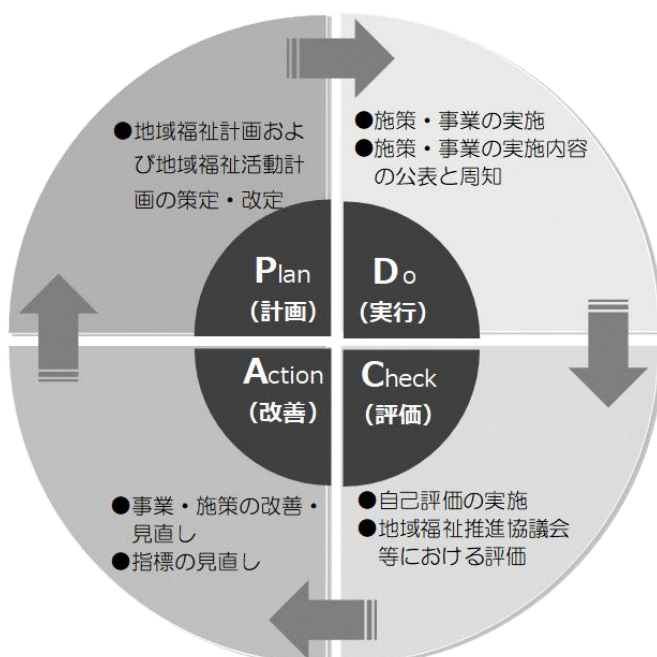 ●地域福祉計画およ
び地域福祉活動計
画の策定・改定
Plan
（計画）
●施策・事業の実施
●施策・事業の実施内容
の公表と周知
Do
（実行）
Action
（改善）
●事業・施策の改善・
見直し
●指標の見直し
Check
（評価）
●自己評価の実施
●地域福祉推進協議会
等における評価